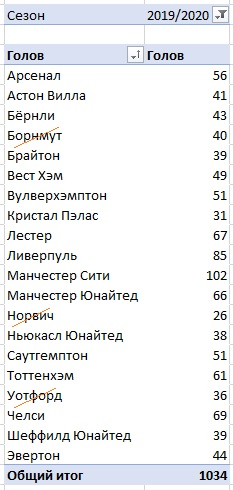 Сезон 2019/2020
Голов Голов
Арсенал 56
Астон Вилла 41
Бёрнли 43
Борнмут 40
Брайтон 39
Вест Хэм 49
Вулверхэмптон 51
Кристал Пэлас 31
Лестер 67
Ливерпуль 85
Манчестер Сити 102
Манчестер Юнайтед 66
Норвич 26
Ньюкасл Юнайтед 38
Саутгемптон 51
Тоттенхэм 61
Уотфорд 36
Челси 69
Шеффилд Юнайтед 39
Эвертон 44
Общий итог 1034